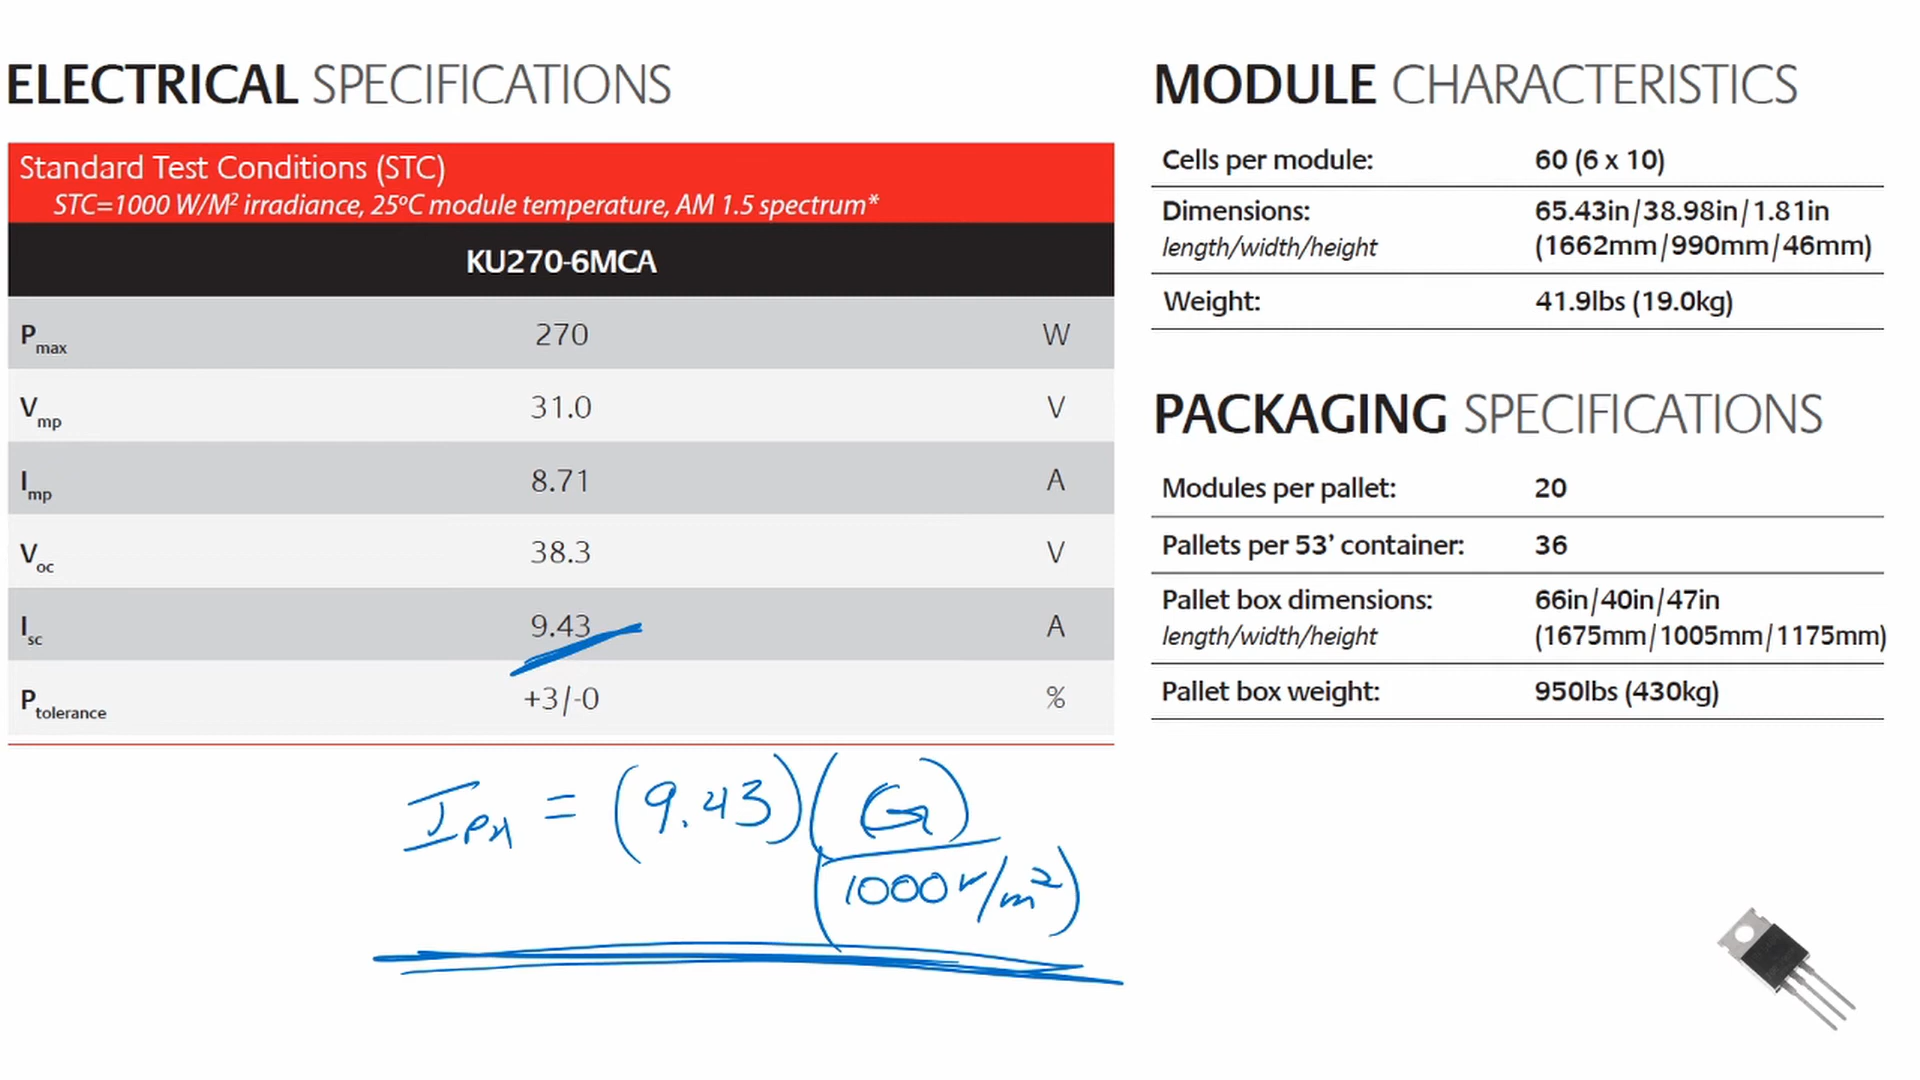 ELECTRICAL SPECIFICATIONS
Standard Test Conditions (STC)
STC=1000 W/M² irradiance, 25ºC module temperature, AM 1.5 spectrum*
KU270-6MCA
Pmax 270 W
Vmp 31.0 V
Imp 8.71 A
Voc 38.3 V
Isc 9.43 A
Ptolerance +3/-0 %
I = (9.43)(G)
1000 /m²)
MODULE CHARACTERISTICS
Cells per module: 60 (6 x 10)
Dimensions: 65.43in/38.98in/1.81in
length/width/height (1662mm/990mm/46mm)
Weight: 41.9lbs (19.0kg)
PACKAGING SPECIFICATIONS
Modules per pallet: 20
Pallets per 53’ container: 36
Pallet box dimensions: 66in/40in/47in
length/width/height (1675mm/1005mm/1175mm)
Pallet box weight: 950lbs (430kg)